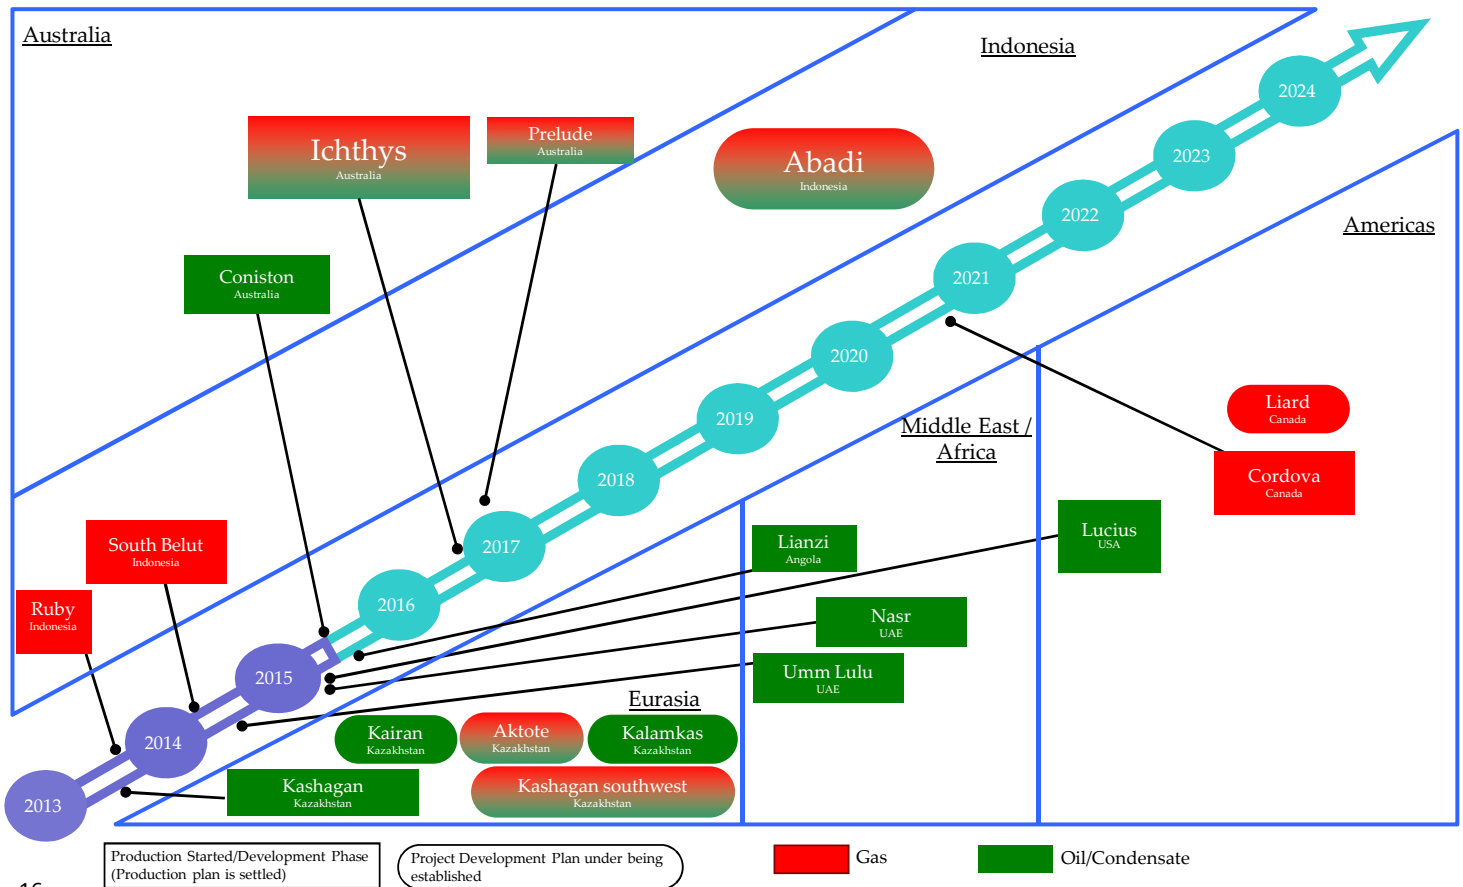 Australia
Indonesia
2024
Ichthys
Australia
Prelude
Australia
Abadi
Indonesia
2023
2022
Americas
Coniston
Australia
2021
2020
Liard
Canada
2019
Middle East /
Africa
Cordova
Canada
2018
Lucius
USA
South Belut
Indonesia
2017
Lianzi
Angola
Ruby
Indonesia
2016
Nasr
UAE
2015
Umm Lulu
UAE
Eurasia
2014
Kairan
Kazakhstan
Aktote
Kazakhstan
Kalamkas
Kazakhstan
2013
Kashagan
Kazakhstan
Kashagan southwest
Kazakhstan
Production Started/Development Phase
(Production plan is settled)
Project Development Plan under being
established
Gas
Oil/Condensate
16